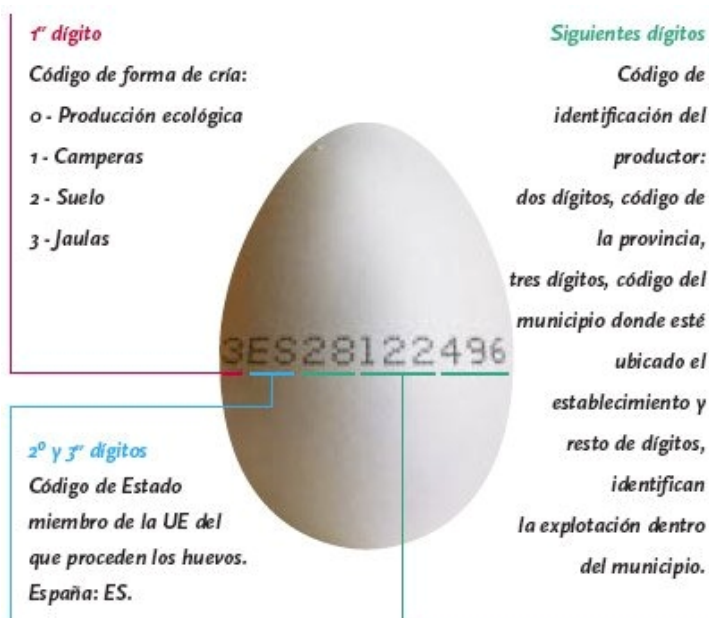 1er dígito
Código de forma de cría:
0 - Producción ecológica
1 - Camperas
2 - Suelo
3 - Jaulas
Siguientes dígitos
Código de
identificación del
productor:
dos dígitos, código de
la provincia,
tres dígitos, código del
municipio donde esté
ubicado el
establecimiento y
resto de dígitos,
identifican
la explotación dentro
del municipio.
3ES28122496
2º y 3er dígitos
Código de Estado
miembro de la UE del
que proceden los huevos.
España: ES.